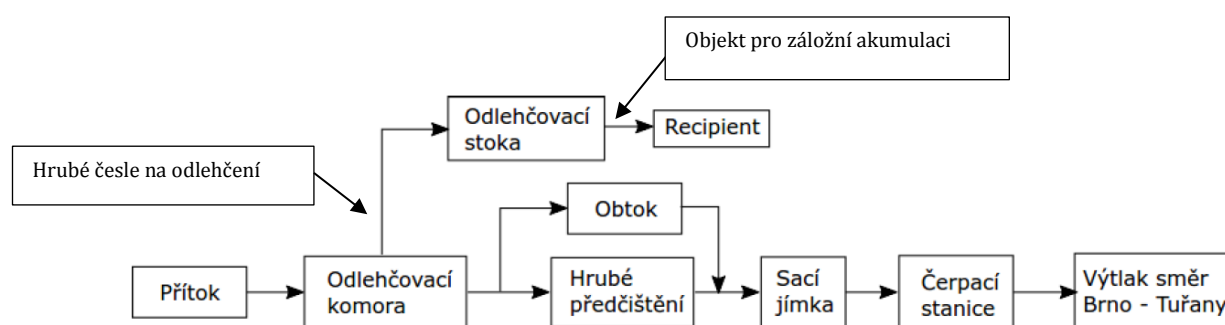 Objekt pro záložní akumulaci
Odlehčovací
stoka
Recipient
Hrubé česle na odlehčení
Obtok
Přítok
Odlehčovací
komora
Hrubé
předčištění
Sací
jímka
Čerpací
stanice
Výtlak směr
Brno - Tuřany